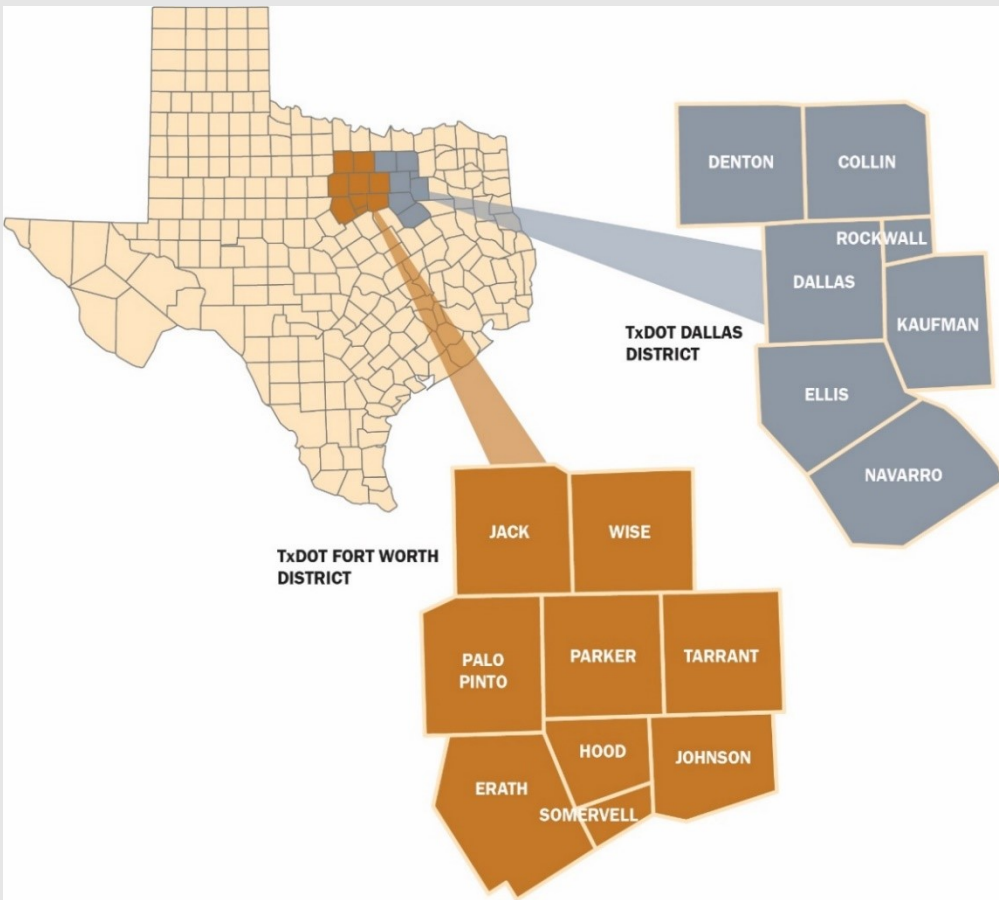 DENTON
COLLIN
ROCKWALL
DALLAS
KAUFMAN
TxDOT DALLAS
DISTRICT
ELLIS
NAVARRO
JACK
WISE
TxDOT FORT WORTH
DISTRICT
PALO
PINTO
PARKER
TARRANT
HOOD
JOHNSON
ERATH
SOMERVELL